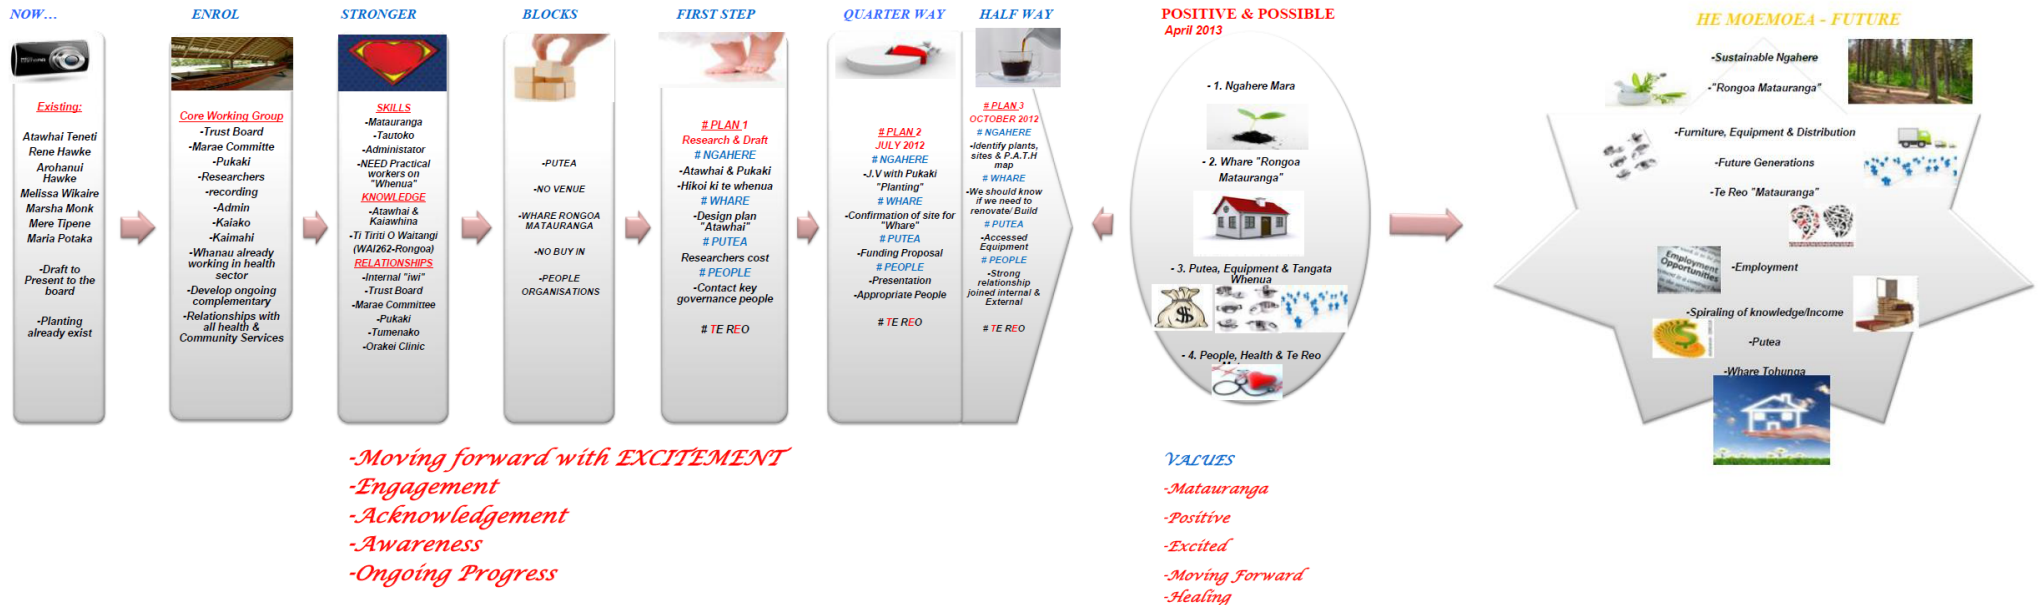 NOW…
Existing:
Atawhai Teneti
Rene Hawke
Arohanui
Hawke
Melissa Wikaire
Marsha Monk
Mere Tipene
Maria Potaka
-Draft to
Present to the
board
-Planting
already exist
ENROL
Core Working Group
-Trust Board
-Marae Committe
-Pukaki
-Researchers
-recording
-Admin
-Kaiako
-Kaimahi
-Whanau already
working in health
sector
-Develop ongoing
complementary
-Relationships with
all health &
Community Services
STRONGER
SKILLS
-Matauranga
-Tautoko
-Administator
-NEED Practical
workers on
"Whenua"
KNOWLEDGE
-Atawhai &
Kaiawhina
-Ti Tiriti O Waitangi
(WAI262-Rongoa)
RELATIONSHIPS
-Internal "iwi"
-Trust Board
-Marae Committee
-Pukaki
-Tumenako
-Orakei Clinic
BLOCKS
-PUTEA
-NO VENUE
-WHARE RONGOA
MATAURANGA
-NO BUY IN
-PEOPLE
ORGANISATIONS
FIRST STEP
# PLAN 1
Research & Draft
# NGAHERE
-Atawhai & Pukaki
-Hikoi ki te whenua
# WHARE
-Design plan
"Atawhai"
# PUTEA
Researchers cost
# PEOPLE
-Contact key
governance people
# TE REO
QUARTER WAY
# PLAN 2
JULY 2012
# NGAHERE
-J.V with Pukaki
"Planting"
# WHARE
-Confirmation of site for
"Whare"
# PUTEA
-Funding Proposal
# PEOPLE
-Presentation
-Appropriate People
# TE REO
HALF WAY
# PLAN 3
OCTOBER 2012
# NGAHERE
-Identify plants,
sites & P.A.T.H
map
# WHARE
-We should know
if we need to
renovate/ Build
# PUTEA
-Accessed
Equipment
# PEOPLE
-Strong
relationship
joined internal &
External
# TE REO
POSITIVE & POSSIBLE
April 2013
- 1. Ngahere Mara
- 2. Whare "Rongoa
Matauranga"
- 3. Putea, Equipment & Tangata
Whenua
- 4. People, Health & Te Reo
HE MOEMOEA - FUTURE
-Sustainable Ngahere
-"Rongoa Matauranga"
-Furniture, Equipment & Distribution
-Future Generations
-Te Reo "Matauranga"
Employment
Opportunities
-Employment
-Spiraling of knowledge/Income
-Putea
-Whare Tohunga
-Moving forward with EXCITEMENT
-Engagement
-Acknowledgement
-Awareness
-Ongoing Progress
VALUES
-Matauranga
-Positive
-Excited
-Moving Forward
-Healing